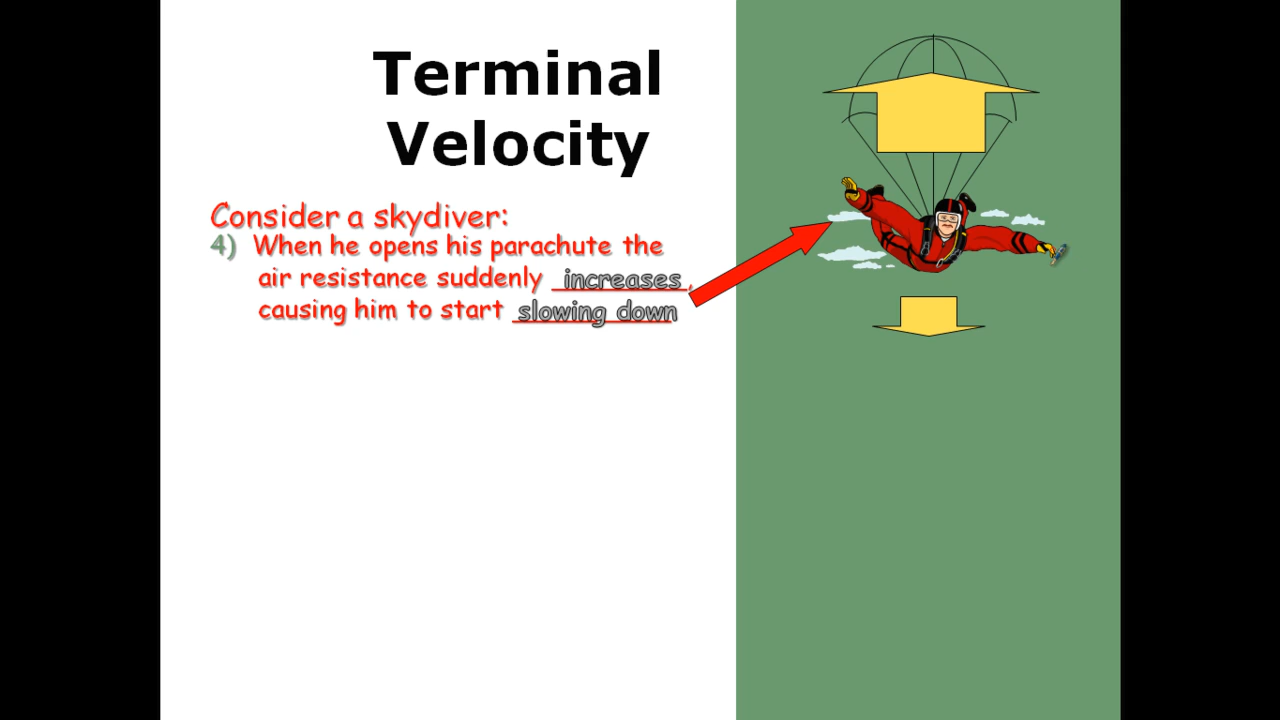 Terminal
Velocity
Consider a skydiver:
4) When he opens his parachute the
air resistance suddenly increases,
causing him to start slowing down